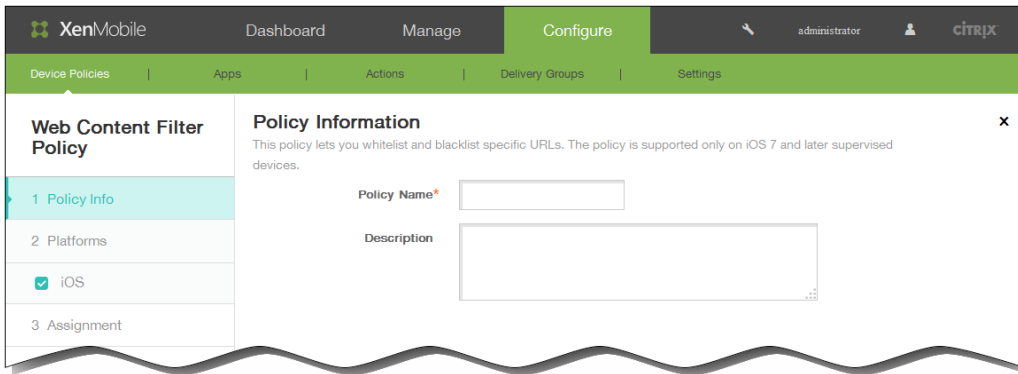 XenMobile Dashboard Manage Configure administrator CITRIX
Device Policies | Apps | Actions | Delivery Groups | Settings
Web Content Filter
Policy
1 Policy Info
2 Platforms
iOS
3 Assignment
Policy Information
x
This policy lets you whitelist and blacklist specific URLs. The policy is supported only on iOS 7 and later supervised
devices.
Policy Name*
Description